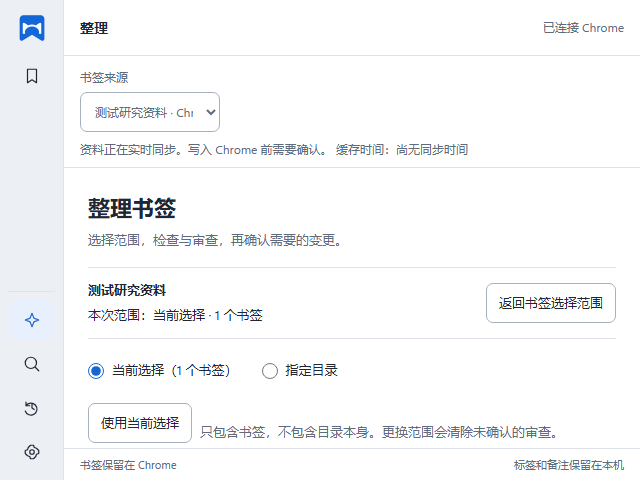 整理
已连接 Chrome
书签来源
测试研究资料 · Chr
资料正在实时同步。写入 Chrome 前需要确认。 缓存时间：尚无同步时间
整理书签
选择范围，检查与审查，再确认需要的变更。
测试研究资料
本次范围：当前选择 · 1 个书签
返回书签选择范围
当前选择（1 个书签）
指定目录
使用当前选择
只包含书签，不包含目录本身。更换范围会清除未确认的审查。
书签保留在 Chrome
标签和备注保留在本机